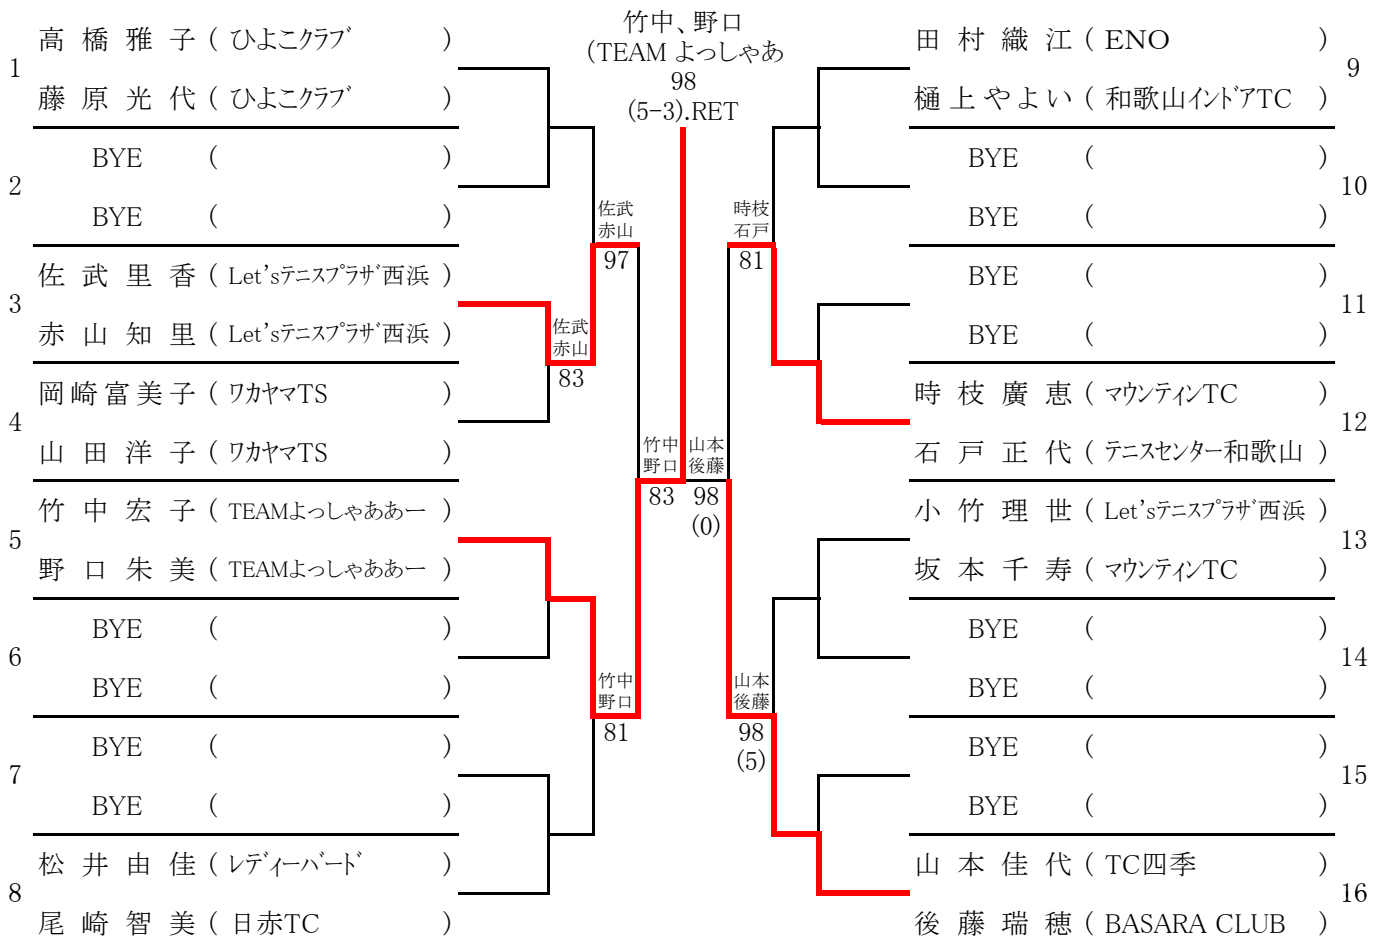 竹中、野口
(TEAM よっしゃあ
98
(5-3).RET
1
高橋雅子 ( ひよこクラブ )
藤原光代 ( ひよこクラブ )
2
BYE ( )
BYE ( )
3
佐武里香 ( Let'sテニスプラザ西浜 )
赤山知里 ( Let'sテニスプラザ西浜 )
4
岡崎富美子 ( ワカヤマTS )
山田洋子 ( ワカヤマTS )
5
竹中宏子 ( TEAMよっしゃああー )
野口朱美 ( TEAMよっしゃああー )
6
BYE ( )
BYE ( )
7
BYE ( )
BYE ( )
8
松井由佳 ( レディーバード )
尾崎智美 ( 日赤TC )
佐武
赤山
83
佐武
赤山
97
竹中
野口
81
竹中
野口
83
山本
後藤
98
(0)
時枝
石戸
81
山本
後藤
98
(5)
田村織江 ( ENO )
樋上やよい ( 和歌山インドアTC )
9
BYE ( )
BYE ( )
10
BYE ( )
BYE ( )
11
時枝廣恵 ( マウンティンTC )
石戸正代 ( テニスセンター和歌山 )
12
小竹理世 ( Let'sテニスプラザ西浜 )
坂本千寿 ( マウンティンTC )
13
BYE ( )
BYE ( )
14
BYE ( )
BYE ( )
15
山本佳代 ( TC四季 )
後藤瑞穂 ( BASARA CLUB )
16